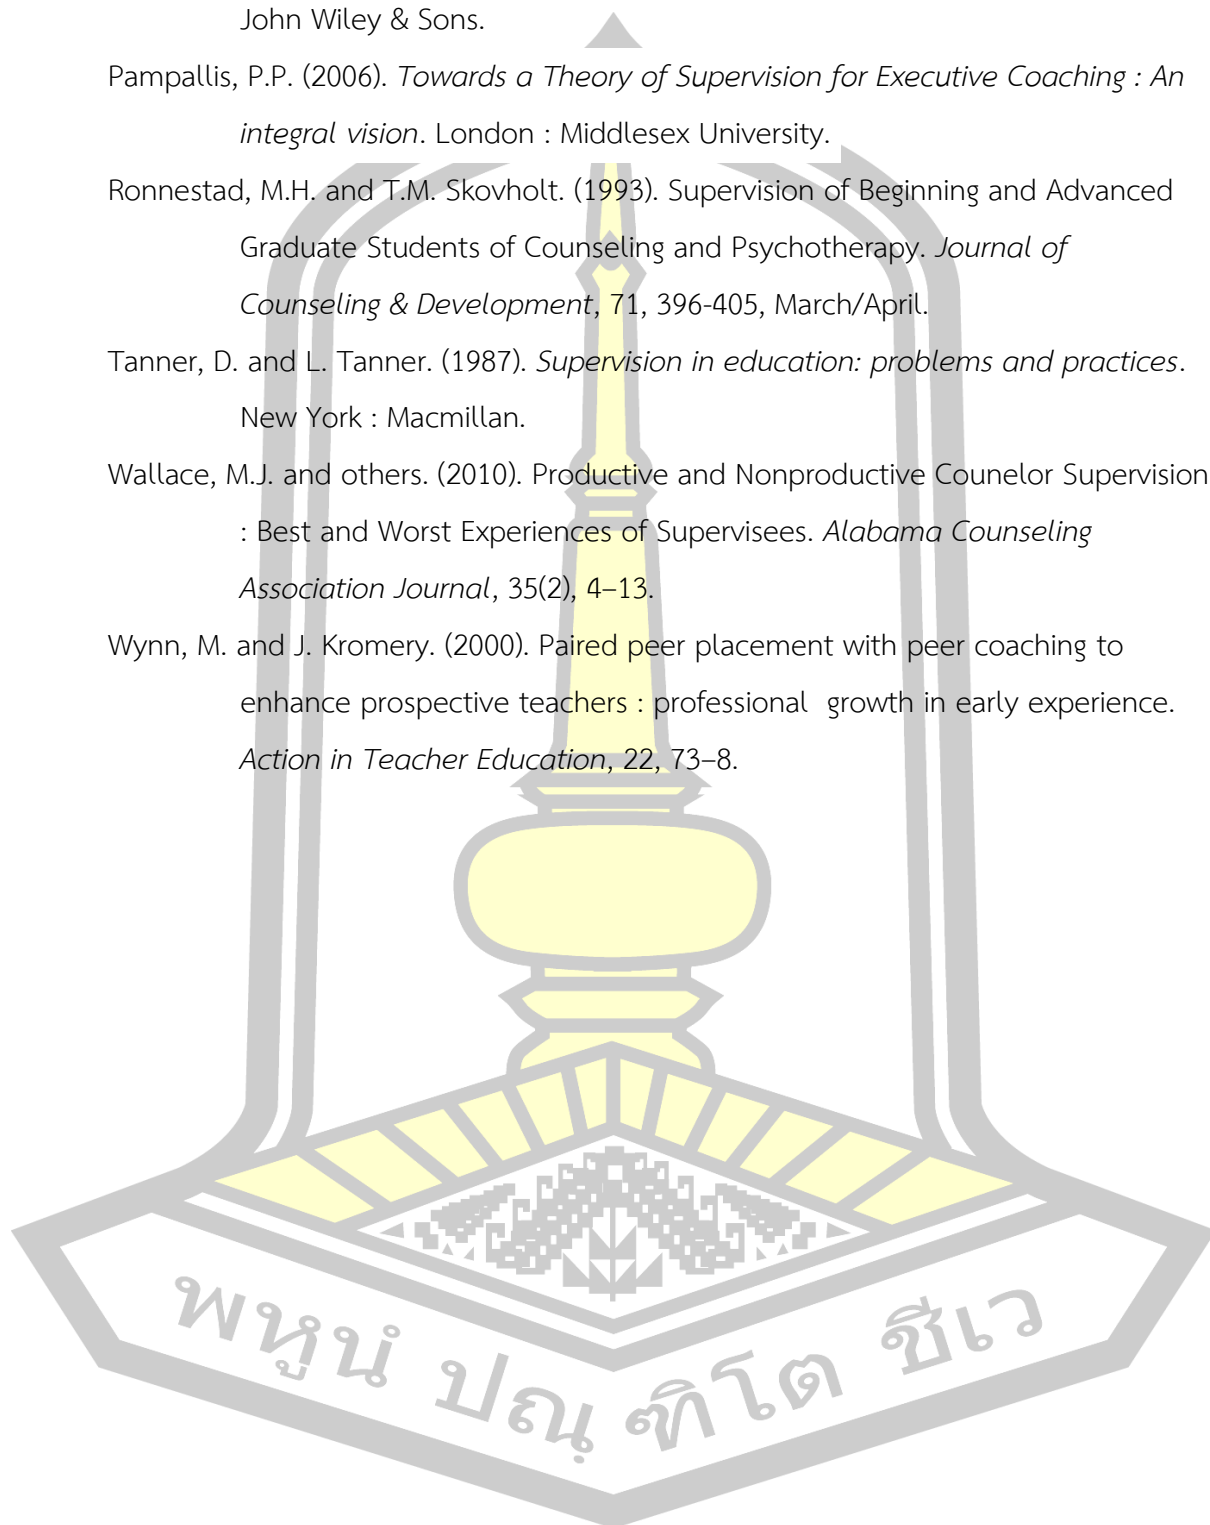 John Wiley & Sons.
Pampallis, P.P. (2006). Towards a Theory of Supervision for Executive Coaching : An
integral vision. London : Middlesex University.
Ronnestad, M.H. and T.M. Skovholt. (1993). Supervision of Beginning and Advanced
Graduate Students of Counseling and Psychotherapy. Journal of
Counseling & Development, 71, 396-405, March/April.
Tanner, D. and L. Tanner. (1987). Supervision in education: problems and practices.
New York : Macmillan.
Wallace, M.J. and others. (2010). Productive and Nonproductive Counelor Supervision
: Best and Worst Experiences of Supervisees. Alabama Counseling
Association Journal, 35(2), 4–13.
Wynn, M. and J. Kromery. (2000). Paired peer placement with peer coaching to
enhance prospective teachers : professional  growth in early experience.
Action in Teacher Education, 22, 73–8.
พหูนํ ปณฺฑิโต ชีเว